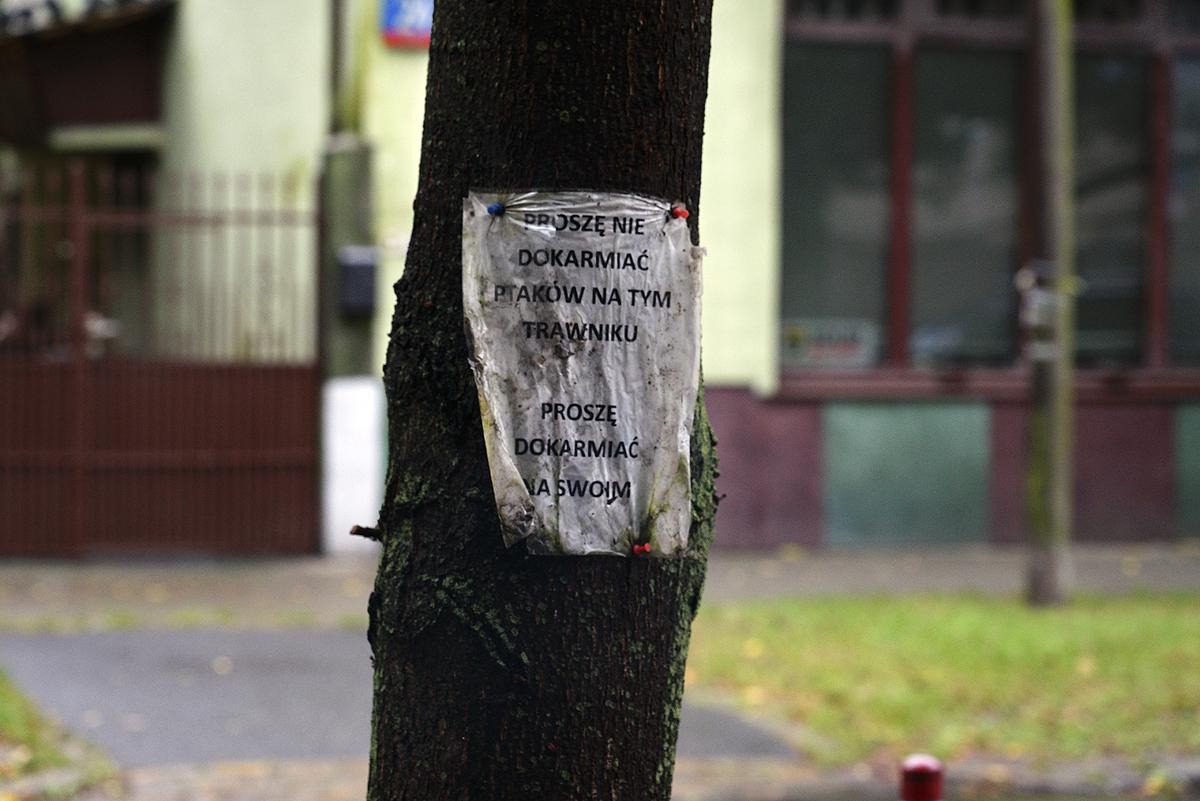 PROSZĘ NIE
DOKARMIAĆ
PTAKÓW NA TYM
TRAWNIKU
PROSZĘ
DOKARMIAĆ
NA SWOIM